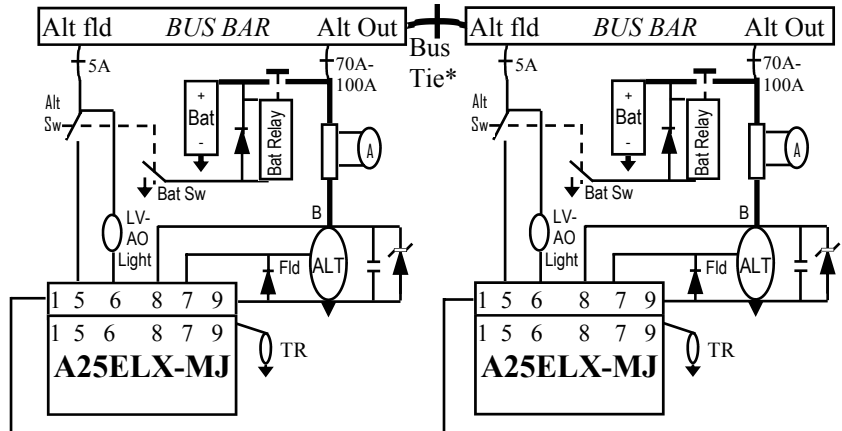 Alt fld BUS BAR Alt Out
5A
70A-
100A
Alt
Sw
+
Bat
-
Bat Relay
A
Bat Sw
B
LV-
AO
Light
Fld
ALT
1 5 6 8 7 9
1 5 6 8 7 9
A25ELX-MJ
TR
Bus
Tie*
Alt fld BUS BAR Alt Out
5A
70A-
100A
Alt
Sw
+
Bat
-
Bat Relay
A
Bat Sw
B
LV-
AO
Light
Fld
ALT
1 5 6 8 7 9
1 5 6 8 7 9
A25ELX-MJ
TR